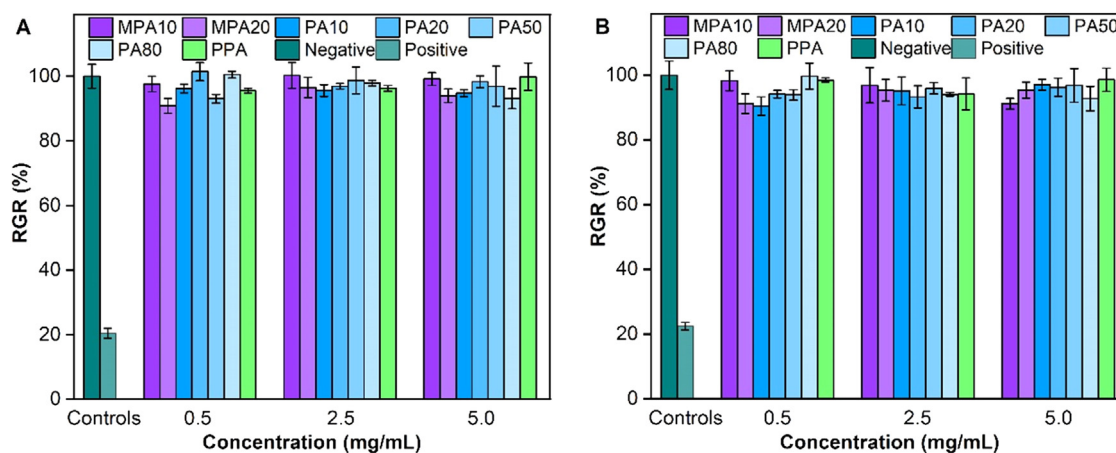 A
MPA10 MPA20 PA10 PA20 PA50
PA80 PPA Negative Positive
100
80
60
40
20
0
RGR (%)
Controls 0.5 2.5 5.0
Concentration (mg/mL)
B
MPA10 MPA20 PA10 PA20 PA50
PA80 PPA Negative Positive
100
80
60
40
20
0
RGR (%)
Controls 0.5 2.5 5.0
Concentration (mg/mL)